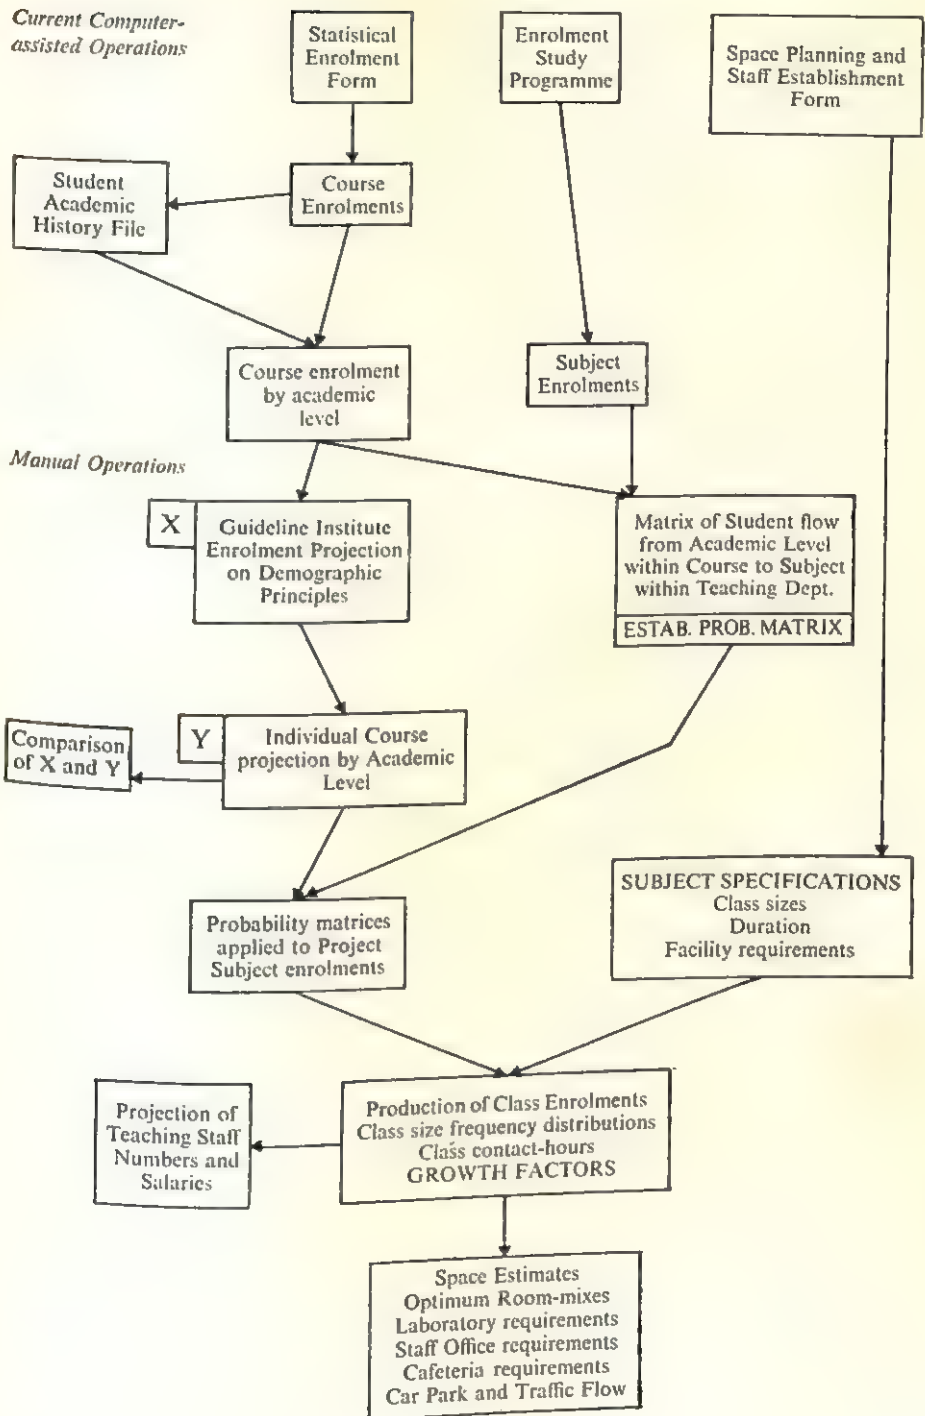 Current Computer-
assisted Operations
Statistical
Enrolment
Form
Enrolment
Study
Programme
Space Planning and
Staff Establishment
Form
Student
Academic
History File
Course
Enrolments
Course enrolment
by academic
level
Subject
Enrolments
Manual Operations
X
Guideline Institute
Enrolment Projection
on Demographic
Principles
Matrix of Student flow
from Academic Level
within Course to Subject
within Teaching Dept.
ESTAB. PROB. MATRIX
Comparison
of X and Y
Y
Individual Course
projection by Academic
Level
Probability matrices
applied to Project
Subject enrolments
SUBJECT SPECIFICATIONS
Class sizes
Duration
Facility requirements
Projection of
Teaching Staff
Numbers and
Salaries
Production of Class Enrolments
Class size frequency distributions
Class contact-hours
GROWTH FACTORS
Space Estimates
Optimum Room-mixes
Laboratory requirements
Staff Office requirements
Cafeteria requirements
Car Park and Traffic Flow